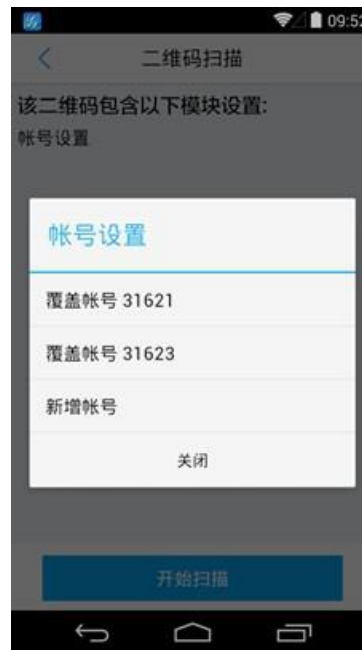 09:52
二维码扫描
该二维码包含以下模块设置:
帐号设置
帐号设置
覆盖帐号 31621
覆盖帐号 31623
新增帐号
关闭
开始扫描